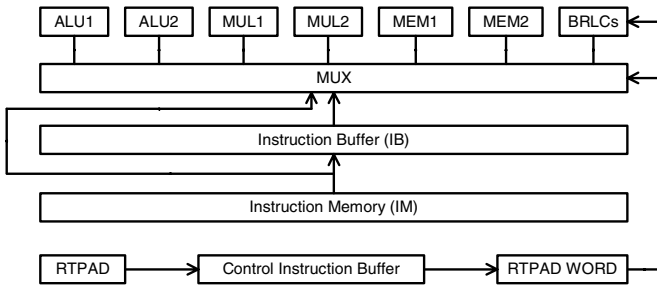 ALU1 ALU2 MUL1 MUL2 MEM1 MEM2 BRLCs
MUX
Instruction Buffer (IB)
Instruction Memory (IM)
RTPAD Control Instruction Buffer RTPAD WORD